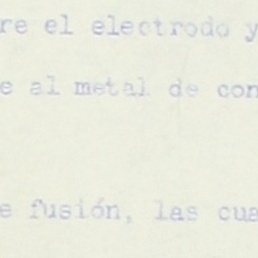 re el electrodo y
e al metal de con
e fusión, las cua